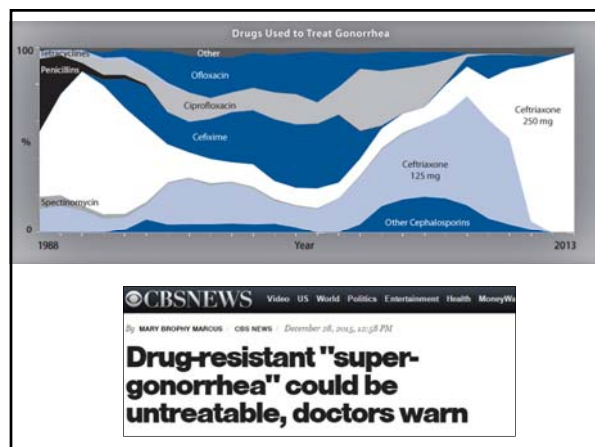 Drugs Used to Treat Gonorrhea
100
Tetracyclines
Other
Penicillins
Ofloxacin
Ciprofloxacin
Ceftriaxone
250 mg
%
Cefixime
Ceftriaxone
125 mg
Spectinomycin
Other Cephalosporins
0
1988
Year
2013
CBSNEWS Video US World Politics Entertainment Health MoneyWa
By MARY BROPHY MARCUS / CBS NEWS / December 28, 2015, 12:58 PM
Drug-resistant "super-
gonorrhea" could be
untreatable, doctors warn